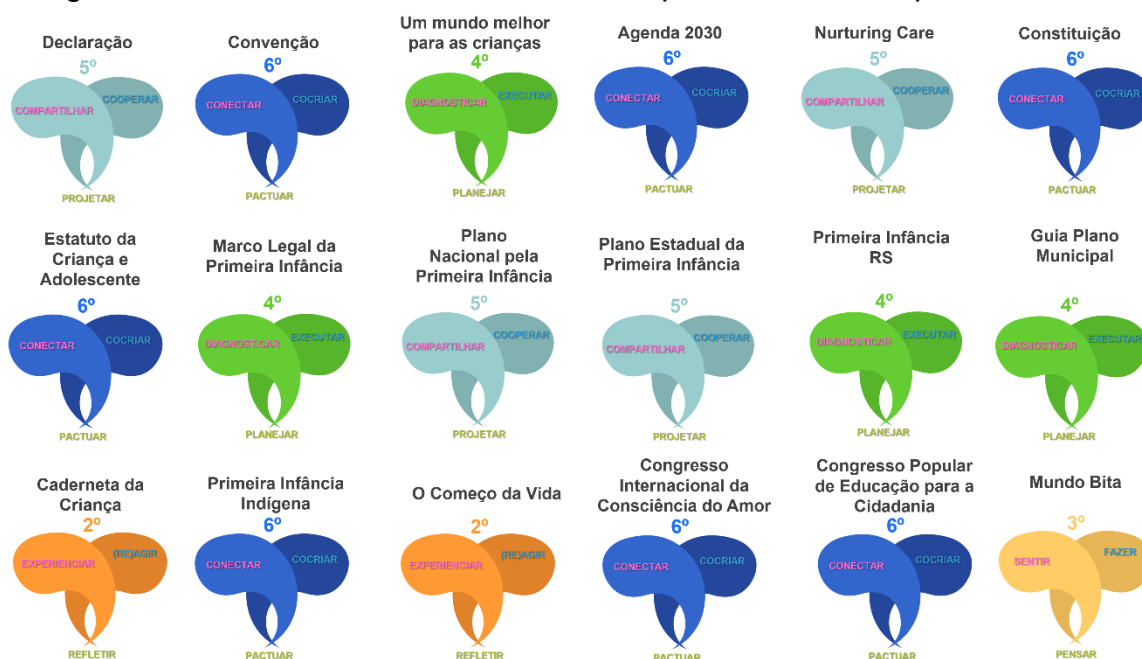 Declaração
5º
COMPARTILHAR
COOPERAR
PROJETAR
Convenção
6º
CONECTAR
COCRIAR
PACTUAR
Um mundo melhor
para as crianças
4º
DIAGNOSTICAR
EXECUTAR
PLANEJAR
Agenda 2030
6º
CONECTAR
COCRIAR
PACTUAR
Nurturing Care
5º
COMPARTILHAR
COOPERAR
PROJETAR
Constituição
6º
CONECTAR
COCRIAR
PACTUAR
Estatuto da
Criança e
Adolescente
6º
CONECTAR
COCRIAR
PACTUAR
Marco Legal da
Primeira Infância
4º
DIAGNOSTICAR
EXECUTAR
PLANEJAR
Plano
Nacional pela
Primeira Infância
5º
COMPARTILHAR
COOPERAR
PROJETAR
Plano Estadual da
Primeira Infância
5º
COMPARTILHAR
COOPERAR
PROJETAR
Primeira Infância
RS
4º
DIAGNOSTICAR
EXECUTAR
PLANEJAR
Guia Plano
Municipal
4º
DIAGNOSTICAR
EXECUTAR
PLANEJAR
Caderneta da
Criança
2º
EXPERIENCIAR
(RE)AGIR
REFLETIR
Primeira Infância
Indígena
6º
CONECTAR
COCRIAR
PACTUAR
O Começo da Vida
2º
EXPERIENCIAR
(RE)AGIR
REFLETIR
Congresso
Internacional da
Consciência do Amor
6º
CONECTAR
COCRIAR
PACTUAR
Congresso Popular
de Educação para a
Cidadania
6º
CONECTAR
COCRIAR
PACTUAR
Mundo Bita
3º
SENTIR
FAZER
PENSAR